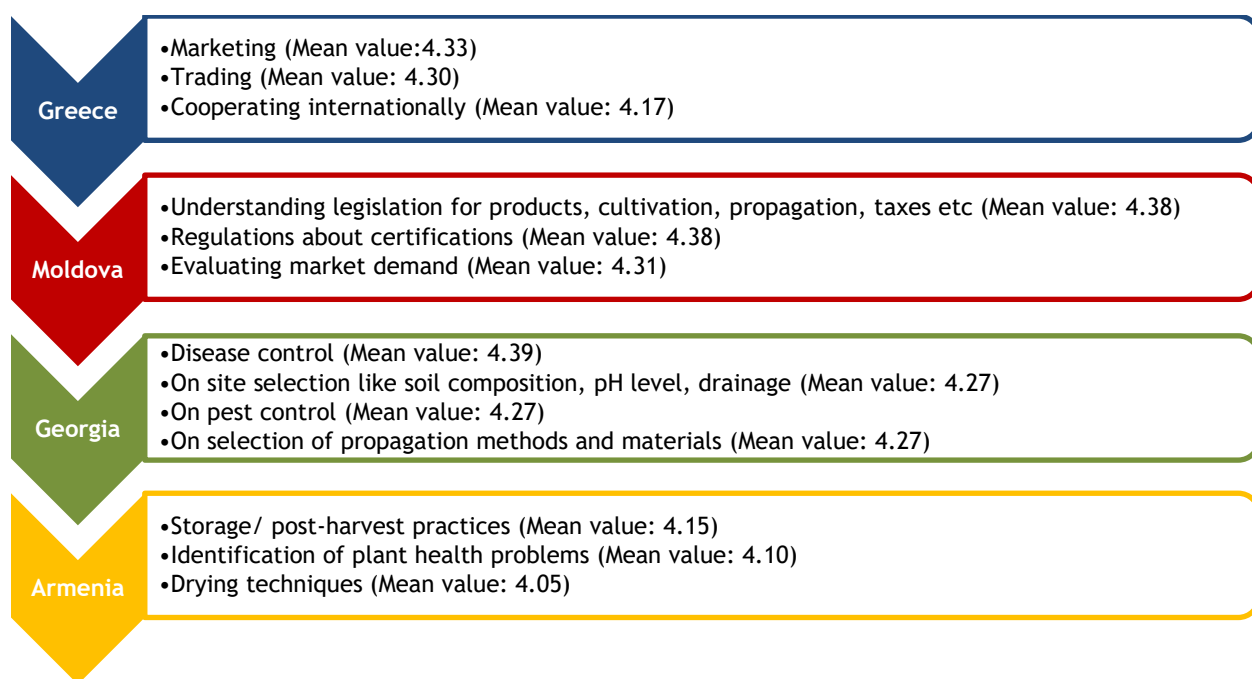 Greece
•Marketing (Mean value:4.33)
•Trading (Mean value: 4.30)
•Cooperating internationally (Mean value: 4.17)
Moldova
•Understanding legislation for products, cultivation, propagation, taxes etc (Mean value: 4.38)
•Regulations about certifications (Mean value: 4.38)
•Evaluating market demand (Mean value: 4.31)
Georgia
•Disease control (Mean value: 4.39)
•On site selection like soil composition, pH level, drainage (Mean value: 4.27)
•On pest control (Mean value: 4.27)
•On selection of propagation methods and materials (Mean value: 4.27)
Armenia
•Storage/ post-harvest practices (Mean value: 4.15)
•Identification of plant health problems (Mean value: 4.10)
•Drying techniques (Mean value: 4.05)